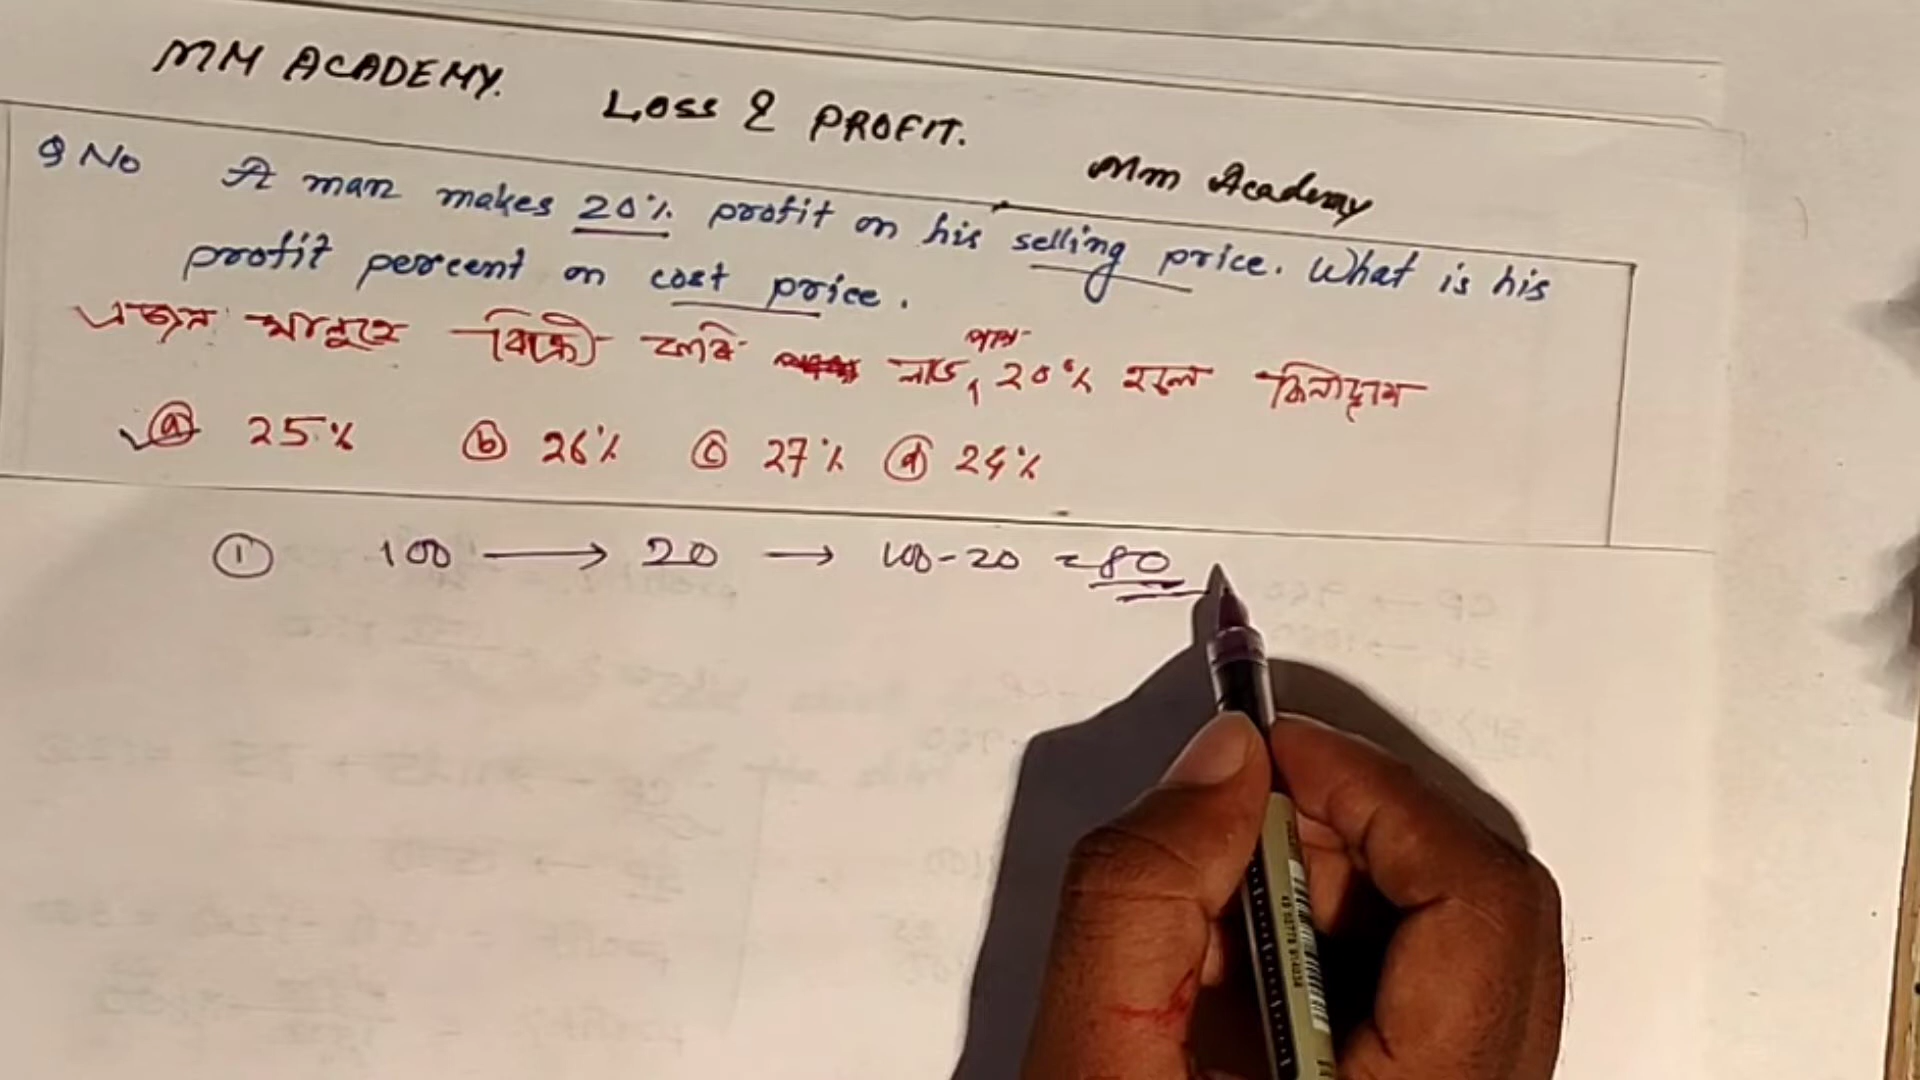 MM ACADEMY.
LOSS & PROFIT.
Mm Academy
Q No A man makes 20% profit on his selling price. What is his
profit percent on cost price.
বিক্রী 20% হলে
ⓐ 25% ⓑ 26% ⓒ 27% ⓓ 24%
① 100 → 20 → 100-20 = 80